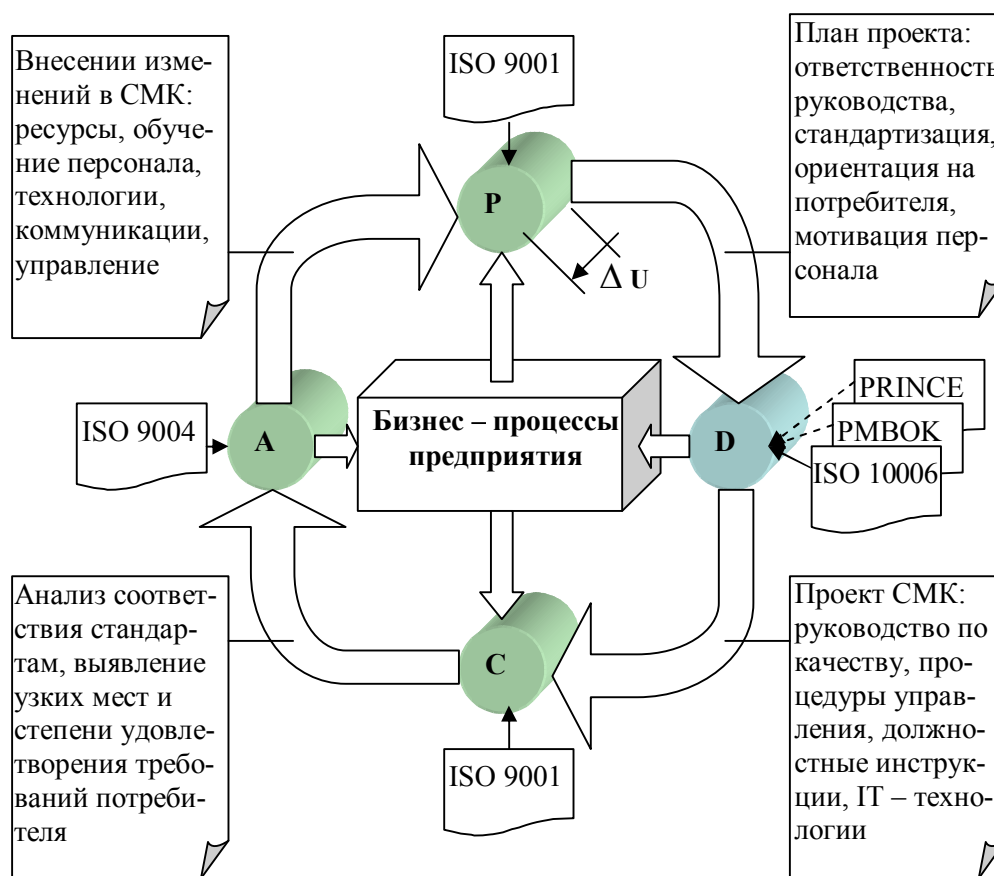 Внесении изме-
нений в СМК:
ресурсы, обуче-
ние персонала,
технологии,
коммуникации,
управление
ISO 9001
План проекта:
ответственность
руководства,
стандартизация,
ориентация на
потребителя,
мотивация пер-
сонала
P
Δ U
ISO 9004
A
Бизнес – процессы
предприятия
D
PRINCE
PMBOK
ISO 10006
Анализ соответ-
ствия стандар-
там, выявление
узких мест и
степени удовле-
творения требо-
ваний потреби-
теля
C
ISO 9001
Проект СМК:
руководство по
качеству, про-
цедуры управ-
ления, должно-
стные инструк-
ции, IT – техно-
логии